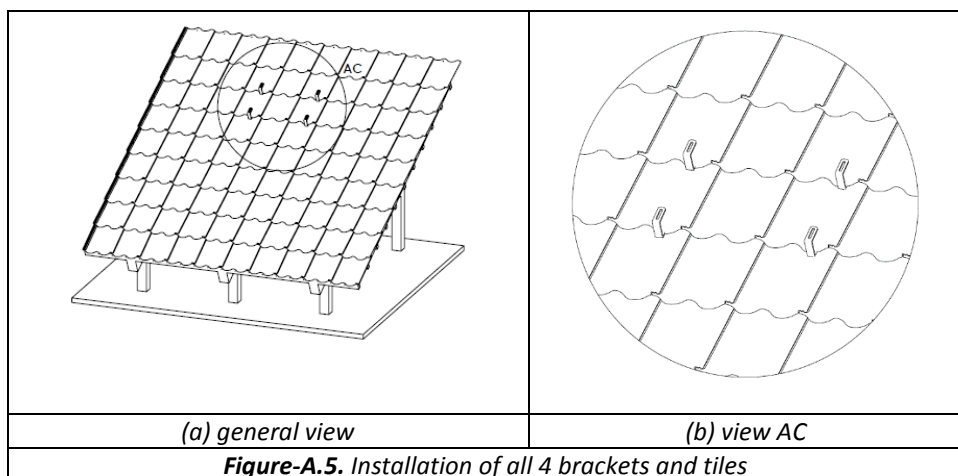 AC
(a) general view
(b) view AC
Figure-A.5. Installation of all 4 brackets and tiles